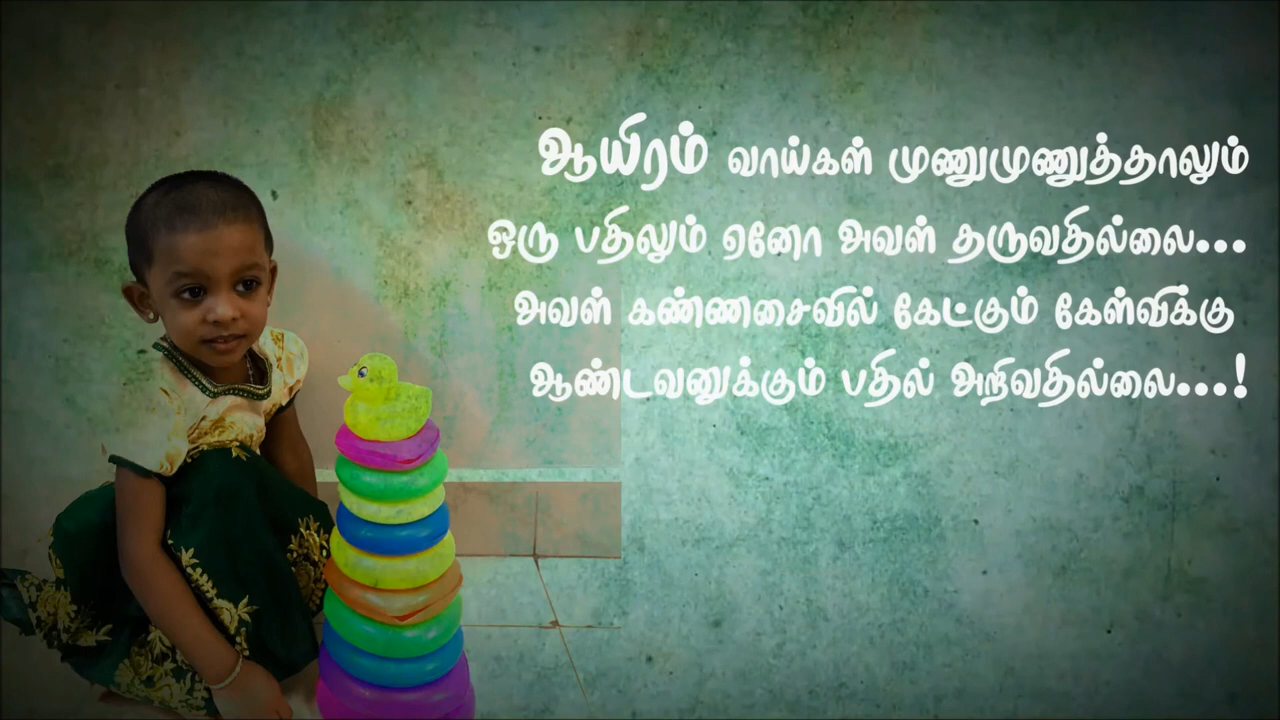 ஆயிரம் வாய்கள் முணுமுணுத்தாலும்
ஒரு பதிலும் ஏனோ அவள் தருவதில்லை...
அவள் கண்ணசைவில் கேட்கும் கேள்விக்கு
ஆண்டவனுக்கும் பதில் அறிவதில்லை...!